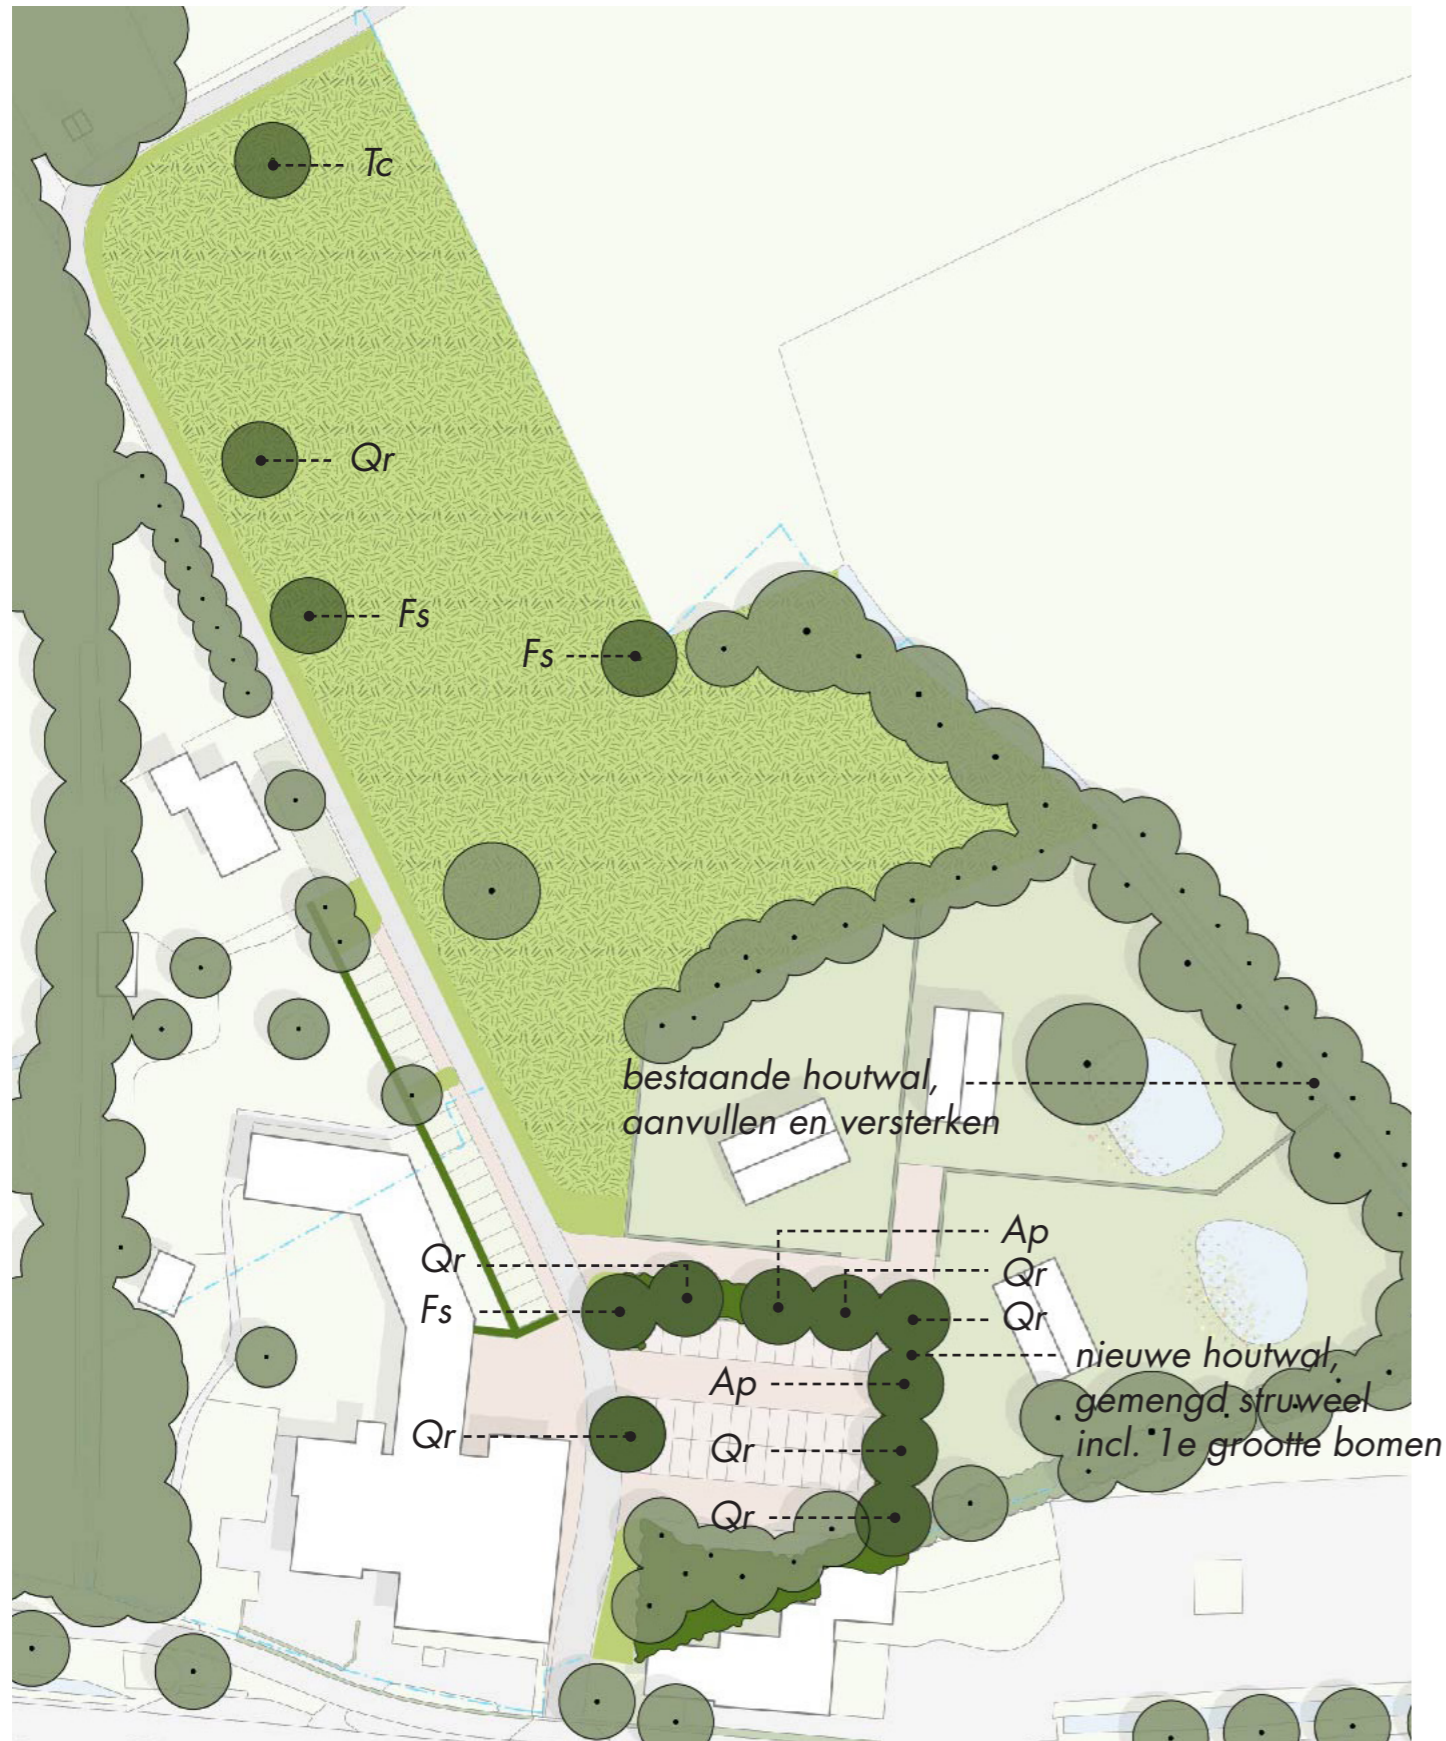 Tc
Qr
Fs
Fs
bestaande houtwal,
aanvullen en versterken
Ap
Qr
Qr
Qr
Fs
nieuwe houtwal,
gemengd struweel
incl. 1e grootte bomen
Ap
Qr
Qr
Qr